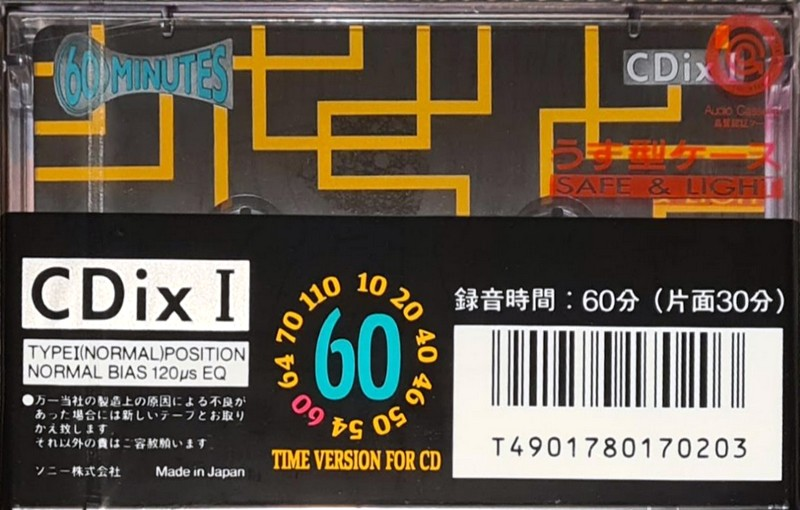 60 MINUTES
CDix I
Audio Cassette
うす型ケース
SAFE & LIGHT
CDix I
TYPEI(NORMAL)POSITION
NORMAL BIAS 120µs EQ
●万一当社の製造上の原因による不良が
あった場合には新しいテープとお取り
かえ致します
それ以外の責はご容赦願います
ソニー株式会社 Made in Japan
10 20 40 46 50 54 60 64 70 110
60
TIME VERSION FOR CD
録音時間：60分（片面30分）
T4901780170203